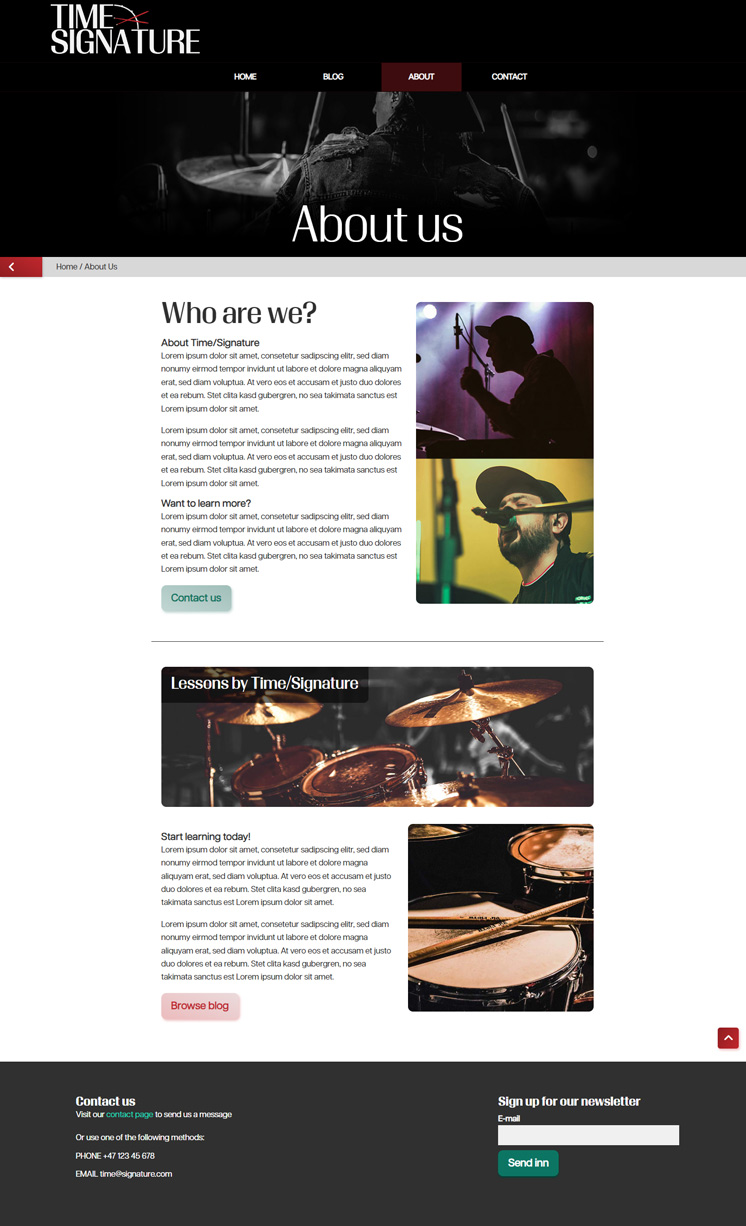 TIME
SIGNATURE
HOME
BLOG
ABOUT
CONTACT
About us
Home / About Us
Who are we?
About Time/Signature
Lorem ipsum dolor sit amet, consetetur sadipscing elitr, sed diam
nonumy eirmod tempor invidunt ut labore et dolore magna aliquyam
erat, sed diam voluptua. At vero eos et accusam et justo duo dolores
et ea rebum. Stet clita kasd gubergren, no sea takimata sanctus est
Lorem ipsum dolor sit amet.
Lorem ipsum dolor sit amet, consetetur sadipscing elitr, sed diam
nonumy eirmod tempor invidunt ut labore et dolore magna aliquyam
erat, sed diam voluptua. At vero eos et accusam et justo duo dolores
et ea rebum. Stet clita kasd gubergren, no sea takimata sanctus est
Lorem ipsum dolor sit amet.
Want to learn more?
Lorem ipsum dolor sit amet, consetetur sadipscing elitr, sed diam
nonumy eirmod tempor invidunt ut labore et dolore magna aliquyam
erat, sed diam voluptua. At vero eos et accusam et justo duo dolores
et ea rebum. Stet clita kasd gubergren, no sea takimata sanctus est
Lorem ipsum dolor sit amet.
Contact us
Lessons by Time/Signature
Start learning today!
Lorem ipsum dolor sit amet, consetetur sadipscing elitr, sed diam
nonumy eirmod tempor invidunt ut labore et dolore magna
aliquyam erat, sed diam voluptua. At vero eos et accusam et justo
duo dolores et ea rebum. Stet clita kasd gubergren, no sea
takimata sanctus est Lorem ipsum dolor sit amet.
Lorem ipsum dolor sit amet, consetetur sadipscing elitr, sed diam
nonumy eirmod tempor invidunt ut labore et dolore magna
aliquyam erat, sed diam voluptua. At vero eos et accusam et justo
duo dolores et ea rebum. Stet clita kasd gubergren, no sea
takimata sanctus est Lorem ipsum dolor sit amet.
Browse blog
Contact us
Visit our contact page to send us a message
Or use one of the following methods:
PHONE +47 123 45 678
EMAIL time@signature.com
Sign up for our newsletter
E-mail
Send inn